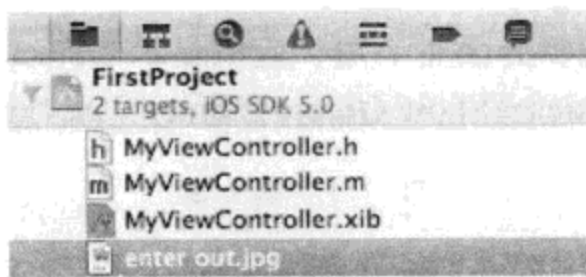 FirstProject
2 targets, iOS SDK 5.0
h MyViewController.h
m MyViewController.m
MyViewController.xib
enter out.jpg